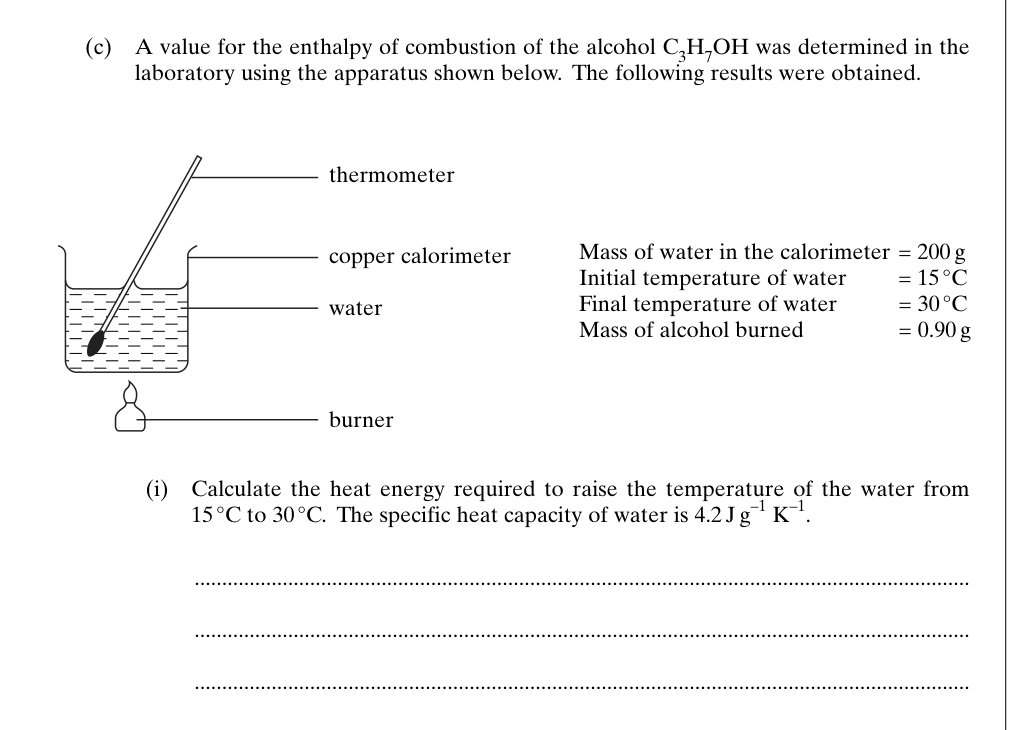 (c) A value for the enthalpy of combustion of the alcohol C₃H₇OH was determined in the
laboratory using the apparatus shown below. The following results were obtained.
thermometer
copper calorimeter
water
burner
Mass of water in the calorimeter = 200 g
Initial temperature of water = 15 °C
Final temperature of water = 30 °C
Mass of alcohol burned = 0.90 g
(i) Calculate the heat energy required to raise the temperature of the water from
15 °C to 30 °C. The specific heat capacity of water is 4.2 J g⁻¹ K⁻¹.